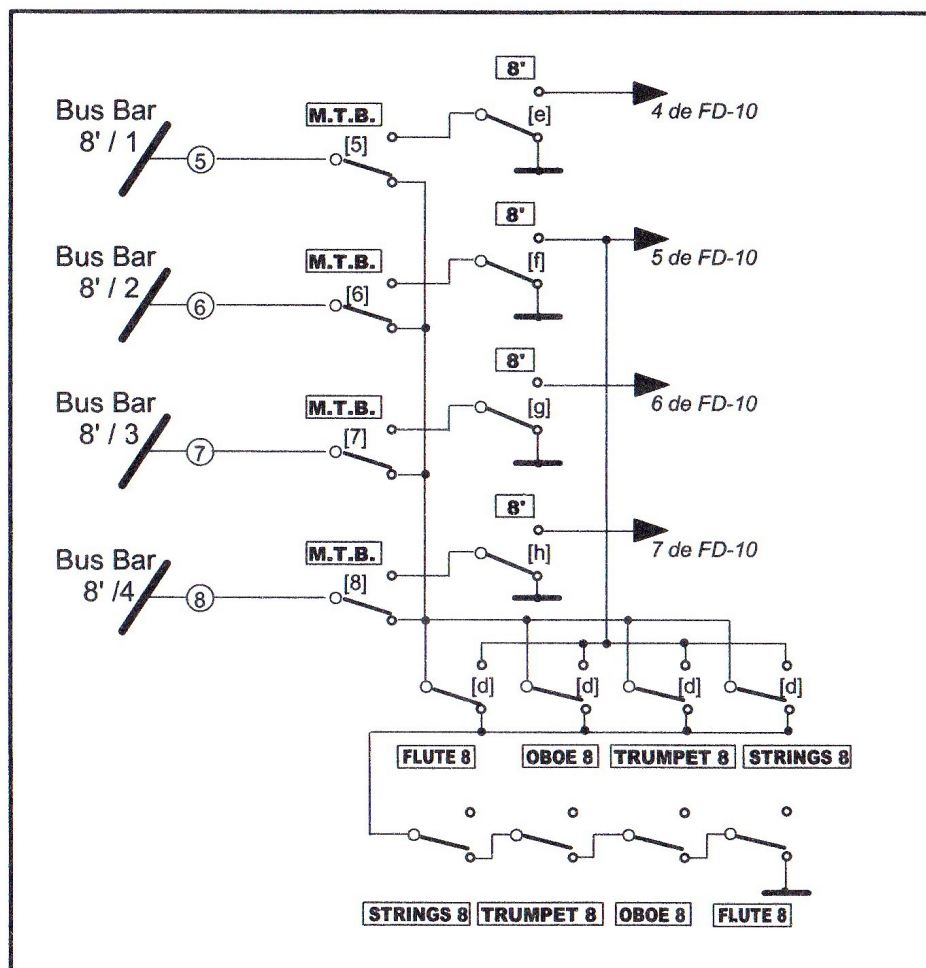 8'
4 de FD-10
Bus Bar
8' / 1
M.T.B.
[e]
5
[5]
8'
5 de FD-10
Bus Bar
8' / 2
M.T.B.
[f]
6
[6]
8'
6 de FD-10
Bus Bar
8' / 3
M.T.B.
[g]
7
[7]
8'
7 de FD-10
Bus Bar
8' /4
M.T.B.
[h]
8
[8]
[d] [d] [d] [d]
FLUTE 8 OBOE 8 TRUMPET 8 STRINGS 8
STRINGS 8 TRUMPET 8 OBOE 8 FLUTE 8